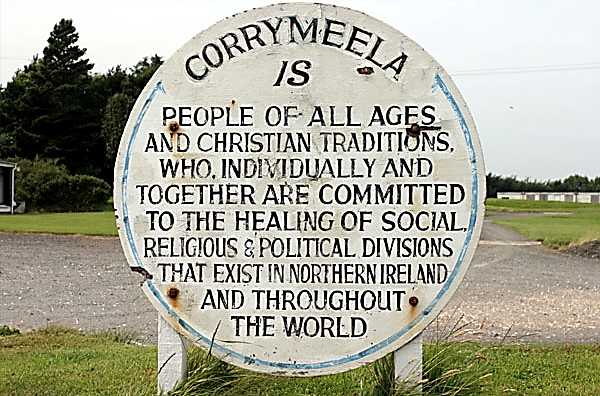 CORRYMEELA
IS
PEOPLE OF ALL AGES
AND CHRISTIAN TRADITIONS,
WHO, INDIVIDUALLY AND
TOGETHER ARE COMMITTED
TO THE HEALING OF SOCIAL,
RELIGIOUS & POLITICAL DIVISIONS
THAT EXIST IN NORTHERN IRELAND
AND THROUGHOUT
THE WORLD